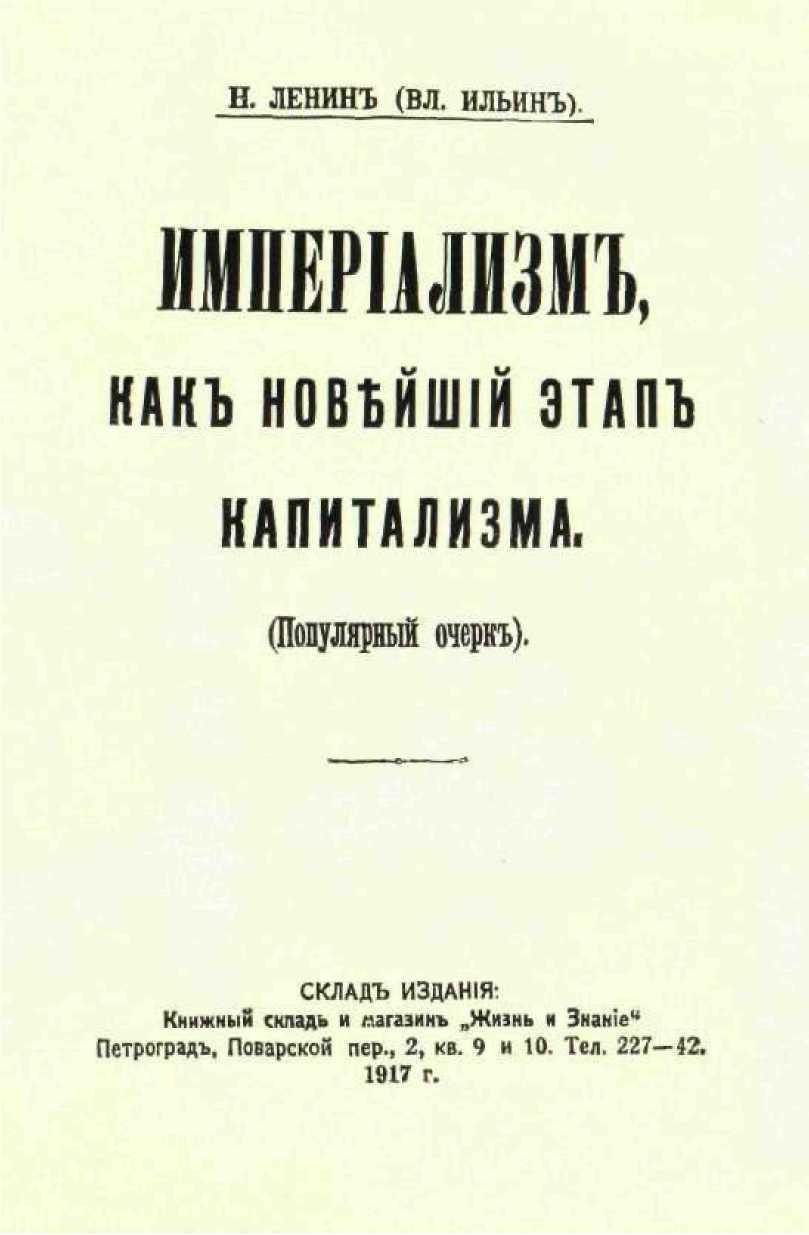 Н. ЛЕНИНЪ (ВЛ. ИЛЬИНЪ).
ИМПЕРІАЛИЗМЪ,
КАКЪ НОВѢЙШІЙ ЭТАПЪ
КАПИТАЛИЗМА.
(Популярный очеркъ).
СКЛАДЪ ИЗДАНІЯ:
Книжный складъ и магазинъ „Жизнь и Знаніе“
Петроградъ, Поварской пер., 2, кв. 9 и 10. Тел. 227—42.
1917 г.